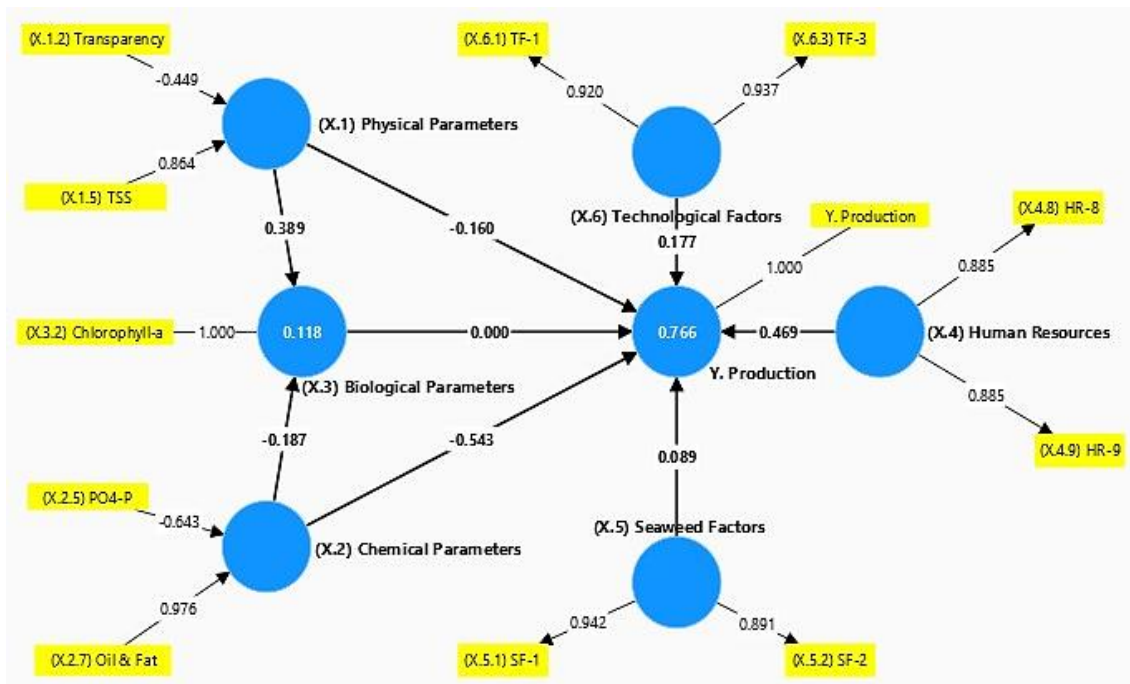 (X.1.2) Transparency
(X.6.1) TF-1
(X.6.3) TF-3
-0.449
0.920
0.937
(X.1) Physical Parameters
0.864
(X.1.5) TSS
(X.6) Technological Factors
Y. Production
(X.4.8) HR-8
0.389
-0.160
0.177
1.000
0.885
(X.3.2) Chlorophyll-a
1.000
0.118
0.000
0.766
0.469
(X.4) Human Resources
Y. Production
(X.3) Biological Parameters
0.885
-0.187
-0.543
0.089
(X.4.9) HR-9
(X.2.5) PO4-P
-0.643
(X.5) Seaweed Factors
(X.2) Chemical Parameters
0.976
0.942
0.891
(X.2.7) Oil & Fat
(X.5.1) SF-1
(X.5.2) SF-2